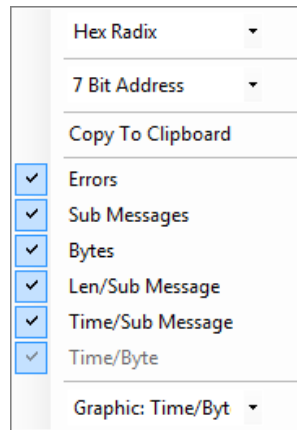 Hex Radix
7 Bit Address
Copy To Clipboard
Errors
Sub Messages
Bytes
Len/Sub Message
Time/Sub Message
Time/Byte
Graphic: Time/Byt